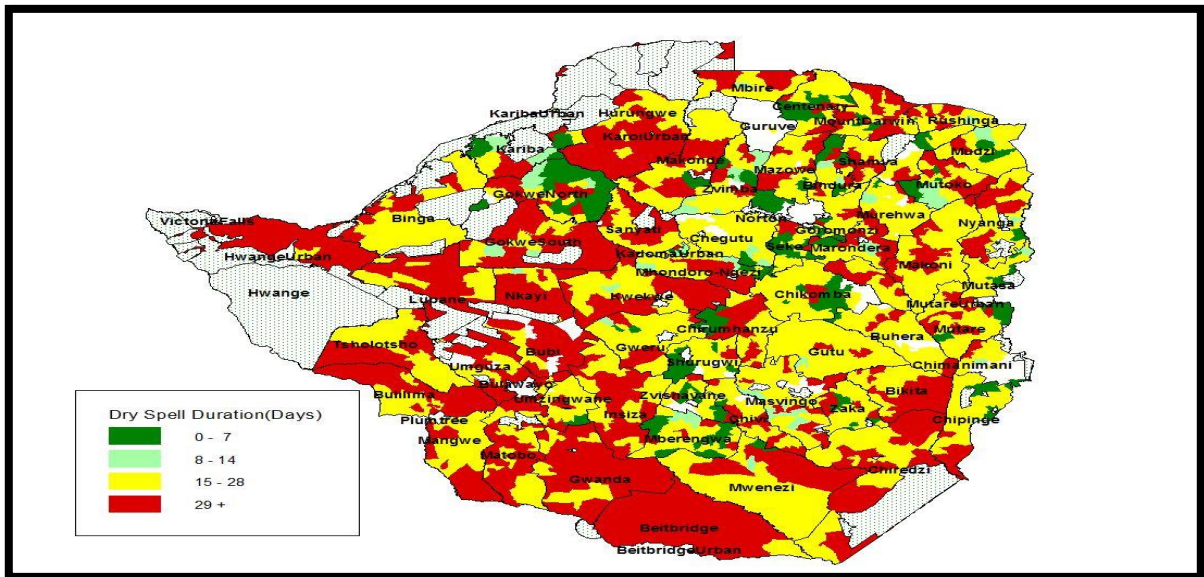 Mbire
Centenary
KaribaUrban
Hurungwe
MountDarwin
Rushinga
Guruve
KaroiUrban
Kariba
Mudzi
Makonde
Shamva
Mazowe
Zvimba
Bindura
Mutoko
GokweNorth
Binga
Norton
Murehwa
Nyanga
VictoriaFalls
Sanyati
Goromonzi
Chegutu
GokweSouth
Seke
Marondera
HwangeUrban
KadomaUrban
Makoni
Mhondoro-Ngezi
Mutasa
Hwange
Lupane
Nkayi
Kwekwe
Chikomba
MutareUrban
Chirumhanzu
Mutare
Buhera
Tsholotsho
Gweru
Bubi
Gutu
Shurugwi
Chimanimani
Umguza
Bulawayo
Bulilima
Bikita
Umzingwane
Zvishavane
Masvingo
Insiza
Zaka
Chivi
Chipinge
Plumtree
Mangwe
Mberengwa
Matobo
Chiredzi
Gwanda
Mwenezi
Beitbridge
BeitbridgeUrban
Dry Spell Duration(Days)
0 - 7
8 - 14
15 - 28
29 +